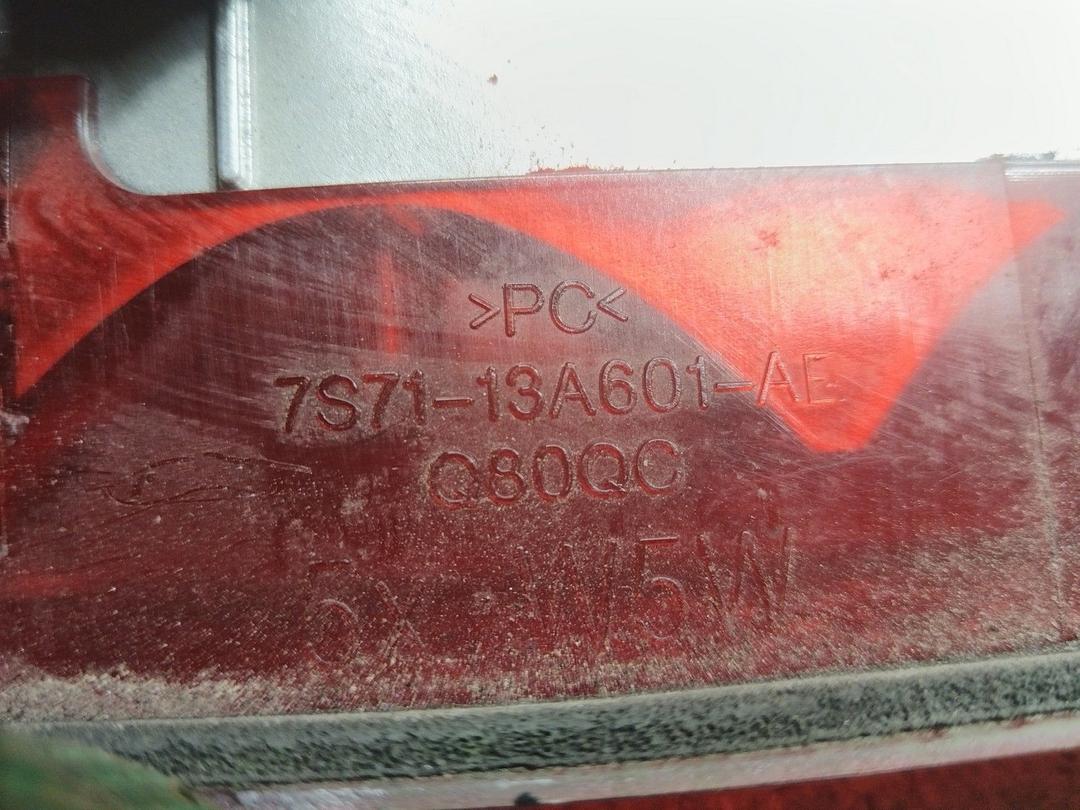 >PC<
7S71-13A601-AE
Q80QC
5x W5W